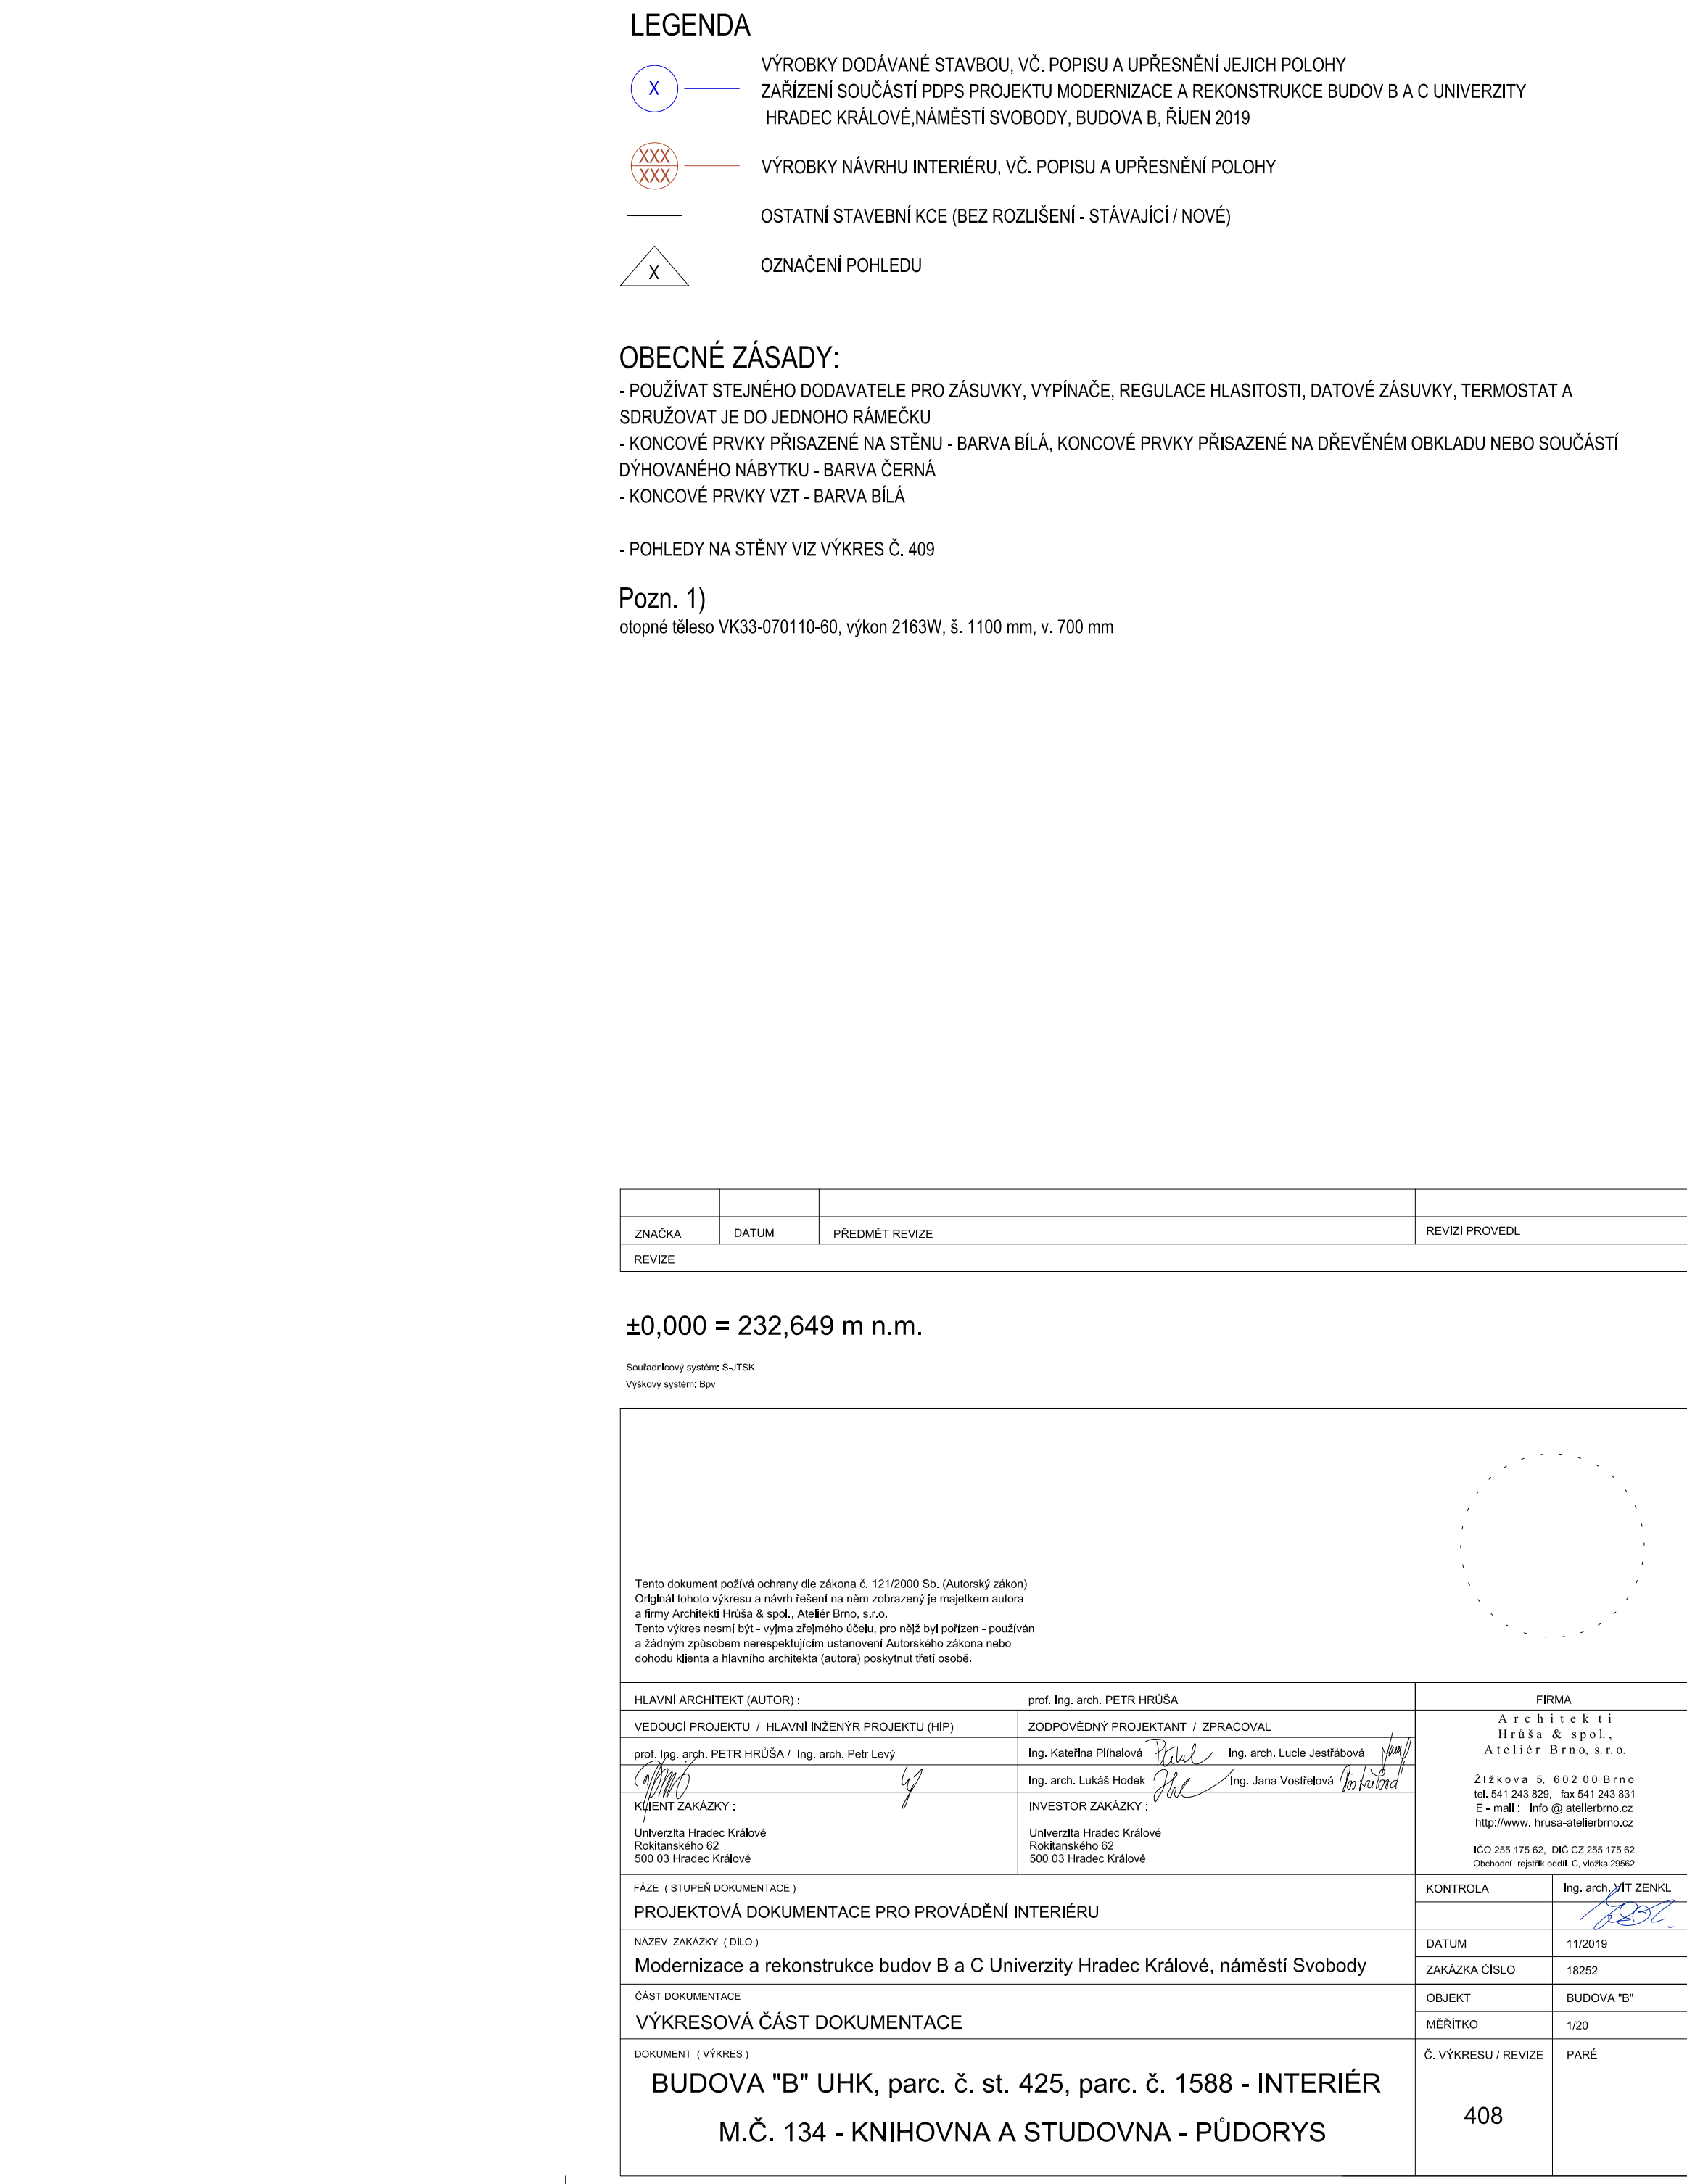 LEGENDA
X
VÝROBKY DODÁVANÉ STAVBOU, VČ. POPISU A UPŘESNĚNÍ JEJICH POLOHY
ZAŘÍZENÍ SOUČÁSTÍ PDPS PROJEKTU MODERNIZACE A REKONSTRUKCE BUDOV B A C UNIVERZITY
HRADEC KRÁLOVÉ,NÁMĚSTÍ SVOBODY, BUDOVA B, ŘÍJEN 2019
XXX
XXX
VÝROBKY NÁVRHU INTERIÉRU, VČ. POPISU A UPŘESNĚNÍ POLOHY
OSTATNÍ STAVEBNÍ KCE (BEZ ROZLIŠENÍ - STÁVAJÍCÍ / NOVÉ)
X
OZNAČENÍ POHLEDU
OBECNÉ ZÁSADY:
- POUŽÍVAT STEJNÉHO DODAVATELE PRO ZÁSUVKY, VYPÍNAČE, REGULACE HLASITOSTI, DATOVÉ ZÁSUVKY, TERMOSTAT A
SDRUŽOVAT JE DO JEDNOHO RÁMEČKU
- KONCOVÉ PRVKY PŘISAZENÉ NA STĚNU - BARVA BÍLÁ, KONCOVÉ PRVKY PŘISAZENÉ NA DŘEVĚNÉM OBKLADU NEBO SOUČÁSTÍ
DÝHOVANÉHO NÁBYTKU - BARVA ČERNÁ
- KONCOVÉ PRVKY VZT - BARVA BÍLÁ
- POHLEDY NA STĚNY VIZ VÝKRES Č. 409
Pozn. 1)
otopné těleso VK33-070110-60, výkon 2163W, š. 1100 mm, v. 700 mm
ZNAČKA DATUM PŘEDMĚT REVIZE REVIZI PROVEDL
REVIZE
±0,000 = 232,649 m n.m.
Souřadnicový systém: S-JTSK
Výškový systém: Bpv
Tento dokument požívá ochrany dle zákona č. 121/2000 Sb. (Autorský zákon)
Originál tohoto výkresu a návrh řešení na něm zobrazený je majetkem autora
a firmy Architekti Hrůša & spol., Ateliér Brno, s.r.o.
Tento výkres nesmí být - vyjma zřejmého účelu, pro nějž byl pořízen - používán
a žádným způsobem nerespektujícím ustanovení Autorského zákona nebo
dohodu klienta a hlavního architekta (autora) poskytnut třetí osobě.
HLAVNÍ ARCHITEKT (AUTOR) : prof. Ing. arch. PETR HRŮŠA
VEDOUCÍ PROJEKTU / HLAVNÍ INŽENÝR PROJEKTU (HIP) ZODPOVĚDNÝ PROJEKTANT / ZPRACOVAL
prof. Ing. arch. PETR HRŮŠA / Ing. arch. Petr Levý Ing. Kateřina Plíhalová Ing. arch. Lucie Jestřábová
Ing. arch. Lukáš Hodek Ing. Jana Vostřelová
KLIENT ZAKÁZKY : INVESTOR ZAKÁZKY :
Univerzita Hradec Králové Univerzita Hradec Králové
Rokitanského 62 Rokitanského 62
500 03 Hradec Králové 500 03 Hradec Králové
FIRMA
Architekti
Hrůša & spol.,
Ateliér Brno, s.r.o.
Žižkova 5, 602 00 Brno
tel. 541 243 829, fax 541 243 831
E - mail : info @ atelierbrno.cz
http://www. hrusa-atelierbrno.cz
IČO 255 175 62, DIČ CZ 255 175 62
Obchodní rejstřík oddíl C, vložka 29562
FÁZE ( STUPEŇ DOKUMENTACE )
PROJEKTOVÁ DOKUMENTACE PRO PROVÁDĚNÍ INTERIÉRU
KONTROLA Ing. arch. VÍT ZENKL
NÁZEV ZAKÁZKY ( DÍLO )
Modernizace a rekonstrukce budov B a C Univerzity Hradec Králové, náměstí Svobody
DATUM 11/2019
ZAKÁZKA ČÍSLO 18252
ČÁST DOKUMENTACE
VÝKRESOVÁ ČÁST DOKUMENTACE
OBJEKT BUDOVA "B"
MĚŘÍTKO 1/20
DOKUMENT ( VÝKRES )
BUDOVA "B" UHK, parc. č. st. 425, parc. č. 1588 - INTERIÉR
M.Č. 134 - KNIHOVNA A STUDOVNA - PŮDORYS
Č. VÝKRESU / REVIZE PARÉ
408